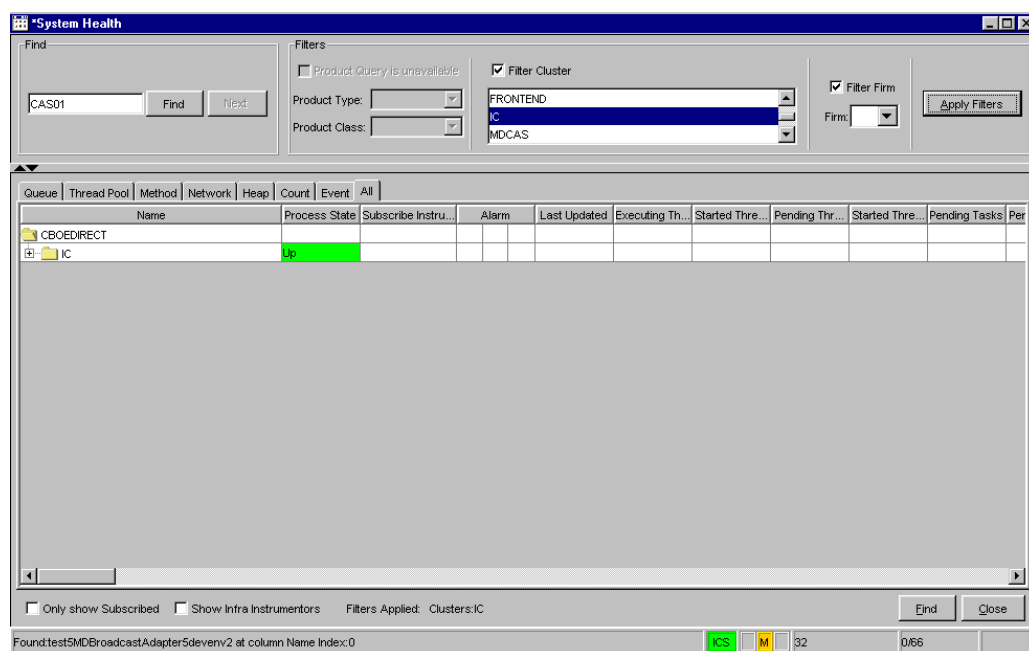 *System Health
Find
Filters
Product Query is unavailable
Filter Cluster
Filter Firm
CAS01
Find
Next
Product Type:
Product Class:
FRONTEND
IC
MDCAS
Firm:
Apply Filters
Queue Thread Pool Method Network Heap Count Event All
Name Process State Subscribe Instru... Alarm Last Updated Executing Th... Started Thre... Pending Thr... Started Thre... Pending Tasks Per
CBOEDIRECT
IC Up
Only show Subscribed Show Infra Instrumentors Filters Applied: Clusters:IC Find Close
Found:test5MDBroadcastAdapter5devenv2 at column Name Index:0 ICS M 32 0/66